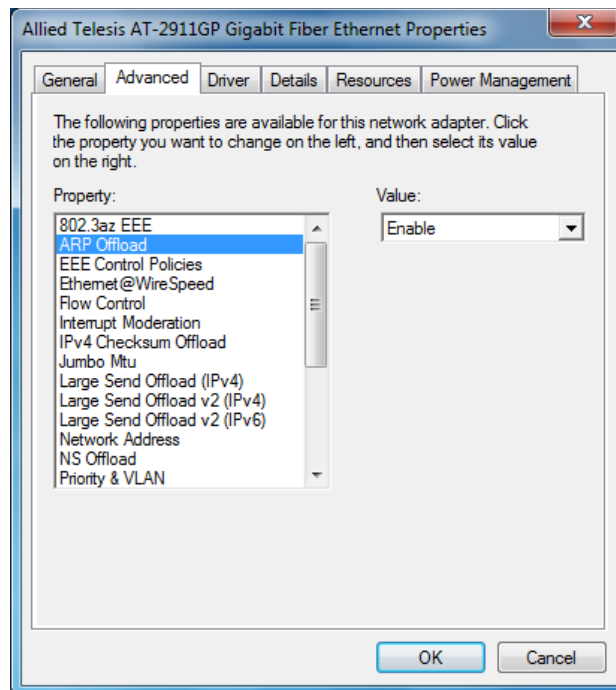 Allied Telesis AT-2911GP Gigabit Fiber Ethernet Properties
General Advanced Driver Details Resources Power Management
The following properties are available for this network adapter. Click
the property you want to change on the left, and then select its value
on the right.
Property:
802.3az EEE
ARP Offload
EEE Control Policies
Ethernet@WireSpeed
Flow Control
Interrupt Moderation
IPv4 Checksum Offload
Jumbo Mtu
Large Send Offload (IPv4)
Large Send Offload v2 (IPv4)
Large Send Offload v2 (IPv6)
Network Address
NS Offload
Priority & VLAN
Value:
Enable
OK Cancel